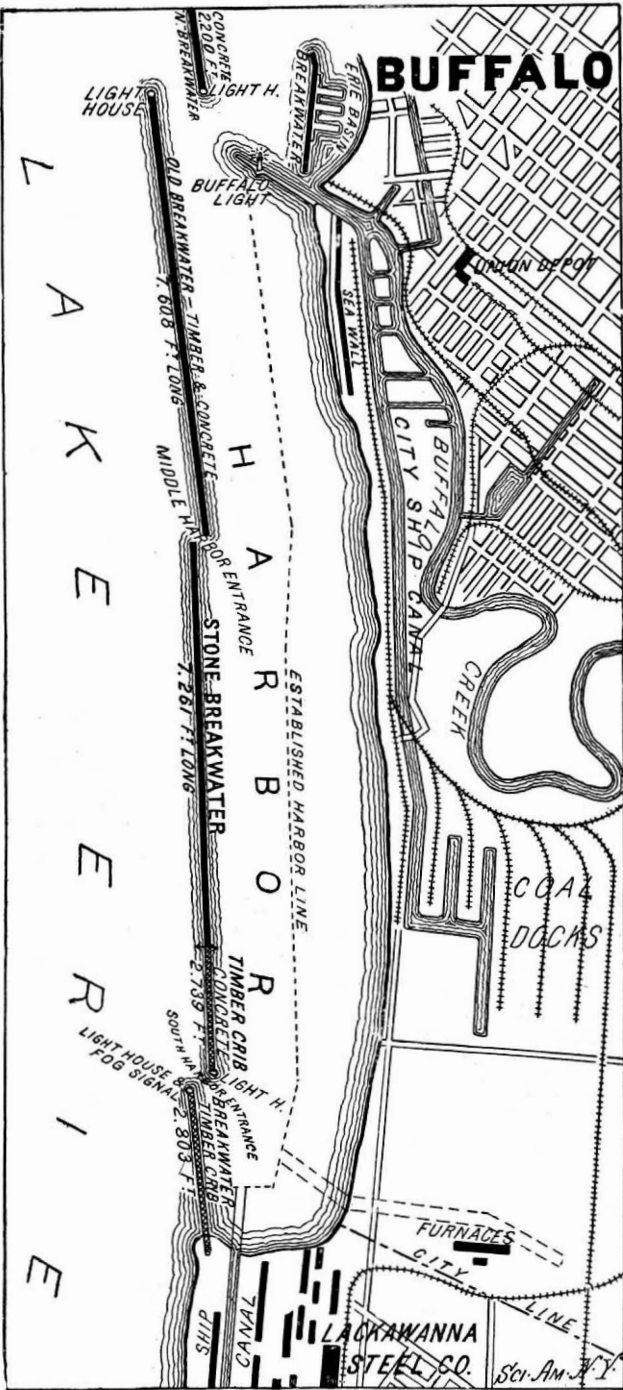 BUFFALO
CONCRETE
2200 FT.
N. BREAKWATER
LIGHT H.
LIGHT
HOUSE
BREAKWATER
ERIE BASIN
BUFFALO
LIGHT
UNION DEPOT
SEA WALL
OLD BREAKWATER - TIMBER & CONCRETE
7.608 FT. LONG
HARBOR
LAKE ERIE
MIDDLE HARBOR ENTRANCE
CITY SHIP CANAL
BUFFALO
CREEK
STONE BREAKWATER
7.261 FT. LONG
ESTABLISHED HARBOR LINE
COAL
DOCKS
TIMBER CRIB
CONCRETE
2.739 FT.
LIGHT H.
SOUTH HARBOR ENTRANCE
LIGHT HOUSE &
FOG SIGNAL
BREAKWATER
TIMBER CRIB
2.803 FT.
FURNACES
CITY LINE
SHIP
CANAL
LACKAWANNA
STEEL CO.
Sci. Am. N.Y.